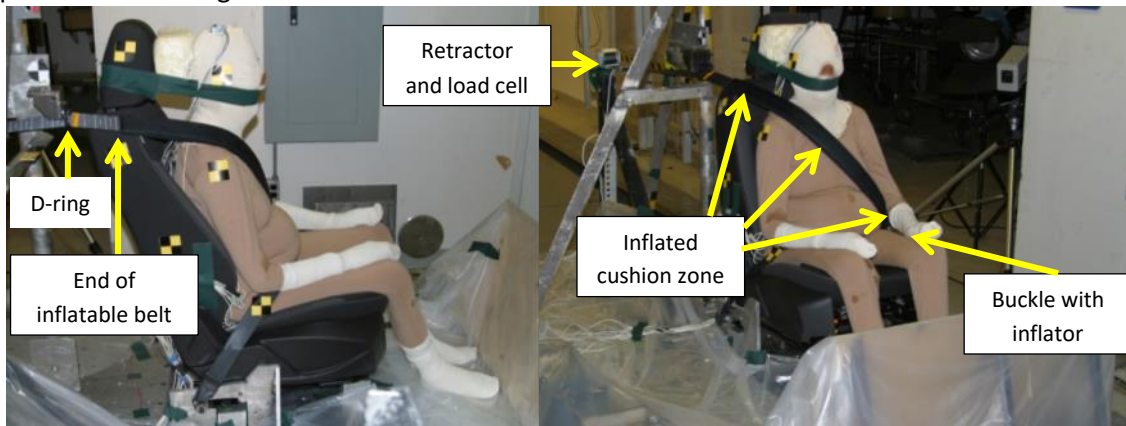 Retractor
and load cell
D-ring
End of
inflatable belt
Inflated
cushion zone
Buckle with
inflator